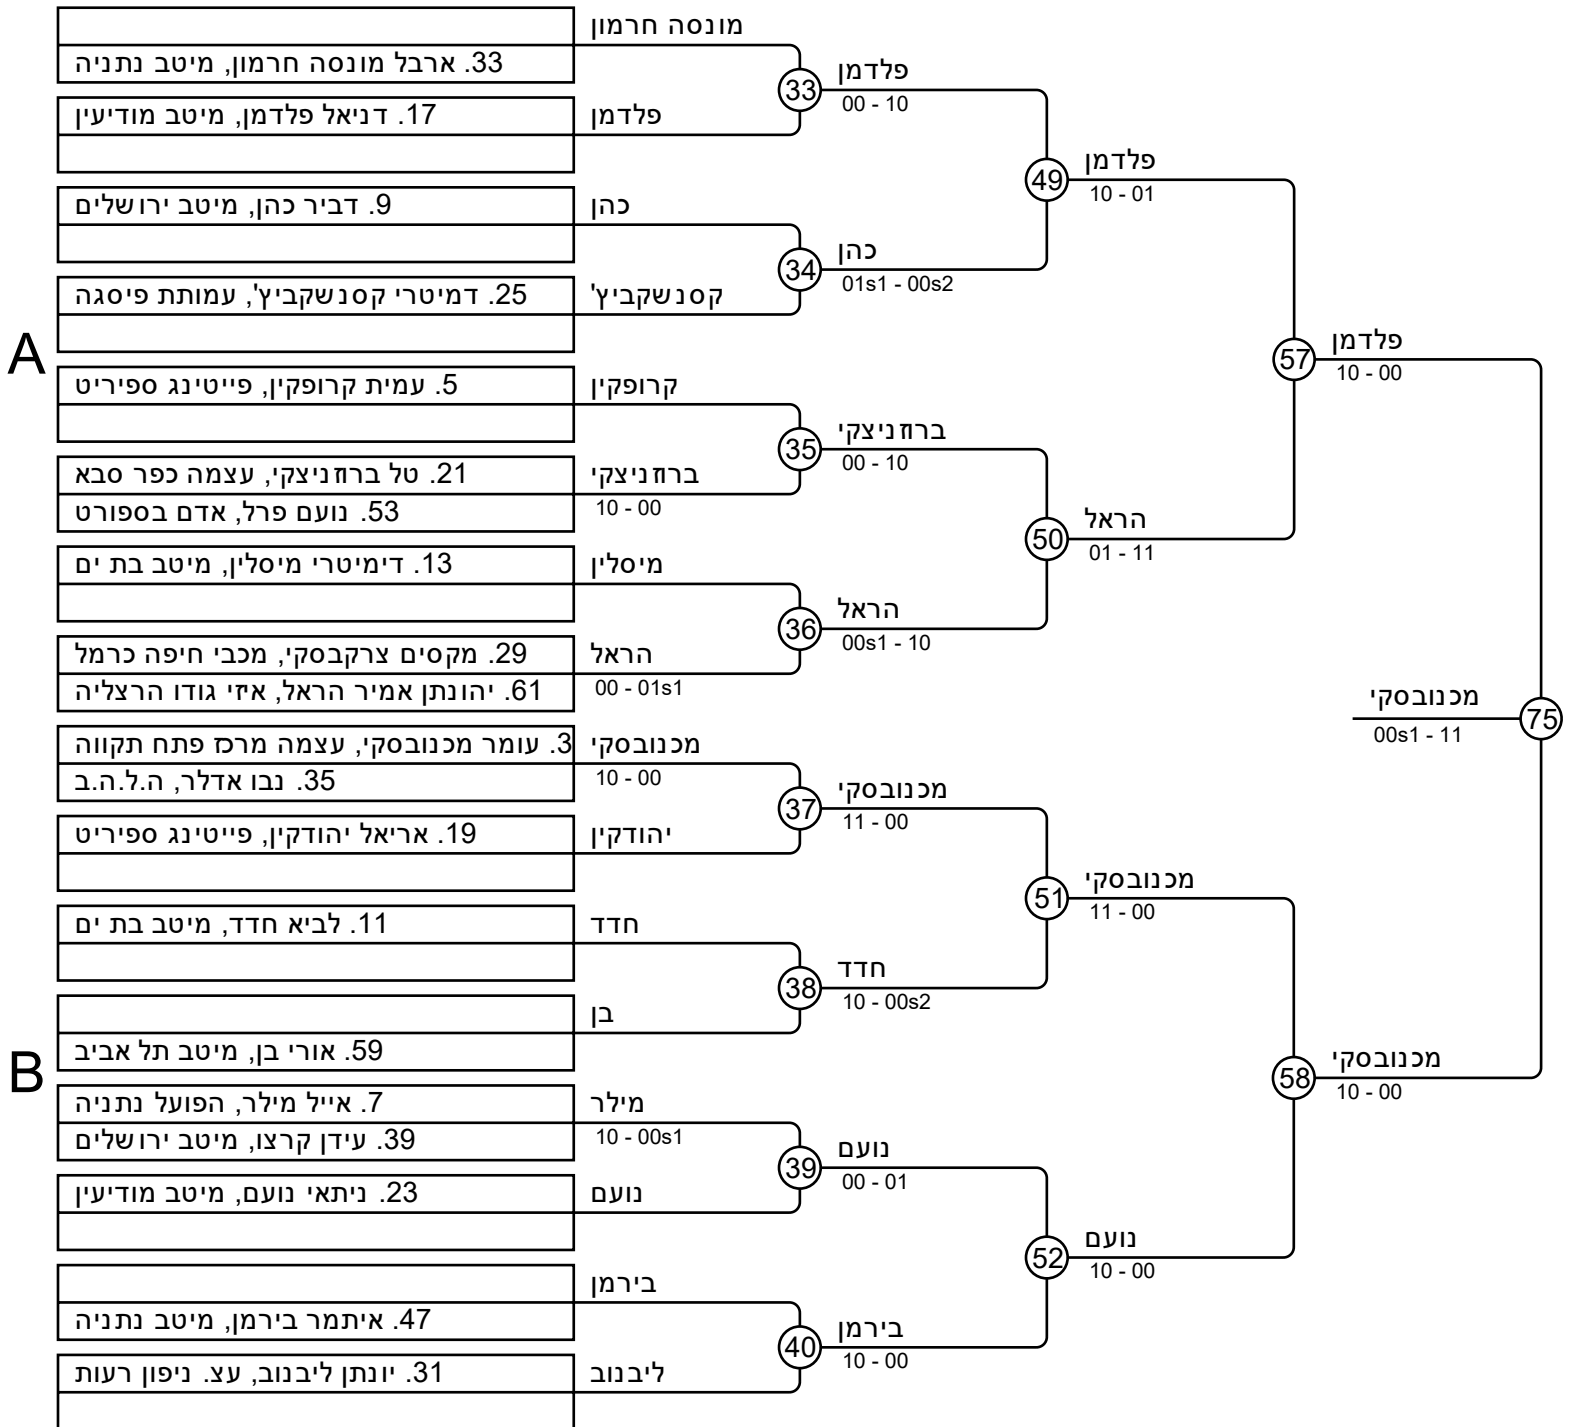 A
33. ארבל מונסה חרמון, מיטב נתניה
17. דניאל פלדמן, מיטב מודיעין
9. דביר כהן, מיטב ירושלים
25. דמיטרי קסנשקביץ', עמותת פיסגה
5. עמית קרופקין, פייטינג ספיריט
21. טל ברוזניצקי, עצמה כפר סבא
53. נועם פרל, אדם בספורט
13. דימיטרי מיסלין, מיטב בת ים
29. מקסים צרקבסקי, מכבי חיפה כרמל
61. יהונתן אמיר הראל, איזי גודו הרצליה
B
3. עומר מכנובסקי, עצמה מרכז פתח תקווה
35. נבו אדלר, ה.ל.ה.ב
19. אריאל יהודקין, פייטינג ספיריט
11. לביא חדד, מיטב בת ים
59. אורי בן, מיטב תל אביב
7. אייל מילר, הפועל נתניה
39. עידן קרצו, מיטב ירושלים
23. ניתאי נועם, מיטב מודיעין
47. איתמר בירמן, מיטב נתניה
31. יונתן ליבנוב, עצ. ניפון רעות
מונסה חרמון
פלדמן
כהן
קסנשקביץ'
קרופקין
ברוזניצקי
10 - 00
מיסלין
הראל
00 - 01s1
מכנובסקי
10 - 00
יהודקין
חדד
בן
מילר
10 - 00s1
נועם
בירמן
ליבנוב
33
פלדמן
00 - 10
34
כהן
01s1 - 00s2
35
ברוזניצקי
00 - 10
36
הראל
00s1 - 10
37
מכנובסקי
11 - 00
38
חדד
10 - 00s2
39
נועם
00 - 01
40
בירמן
10 - 00
49
פלדמן
10 - 01
50
הראל
01 - 11
51
מכנובסקי
11 - 00
52
נועם
10 - 00
57
פלדמן
10 - 00
58
מכנובסקי
10 - 00
75
מכנובסקי
00s1 - 11